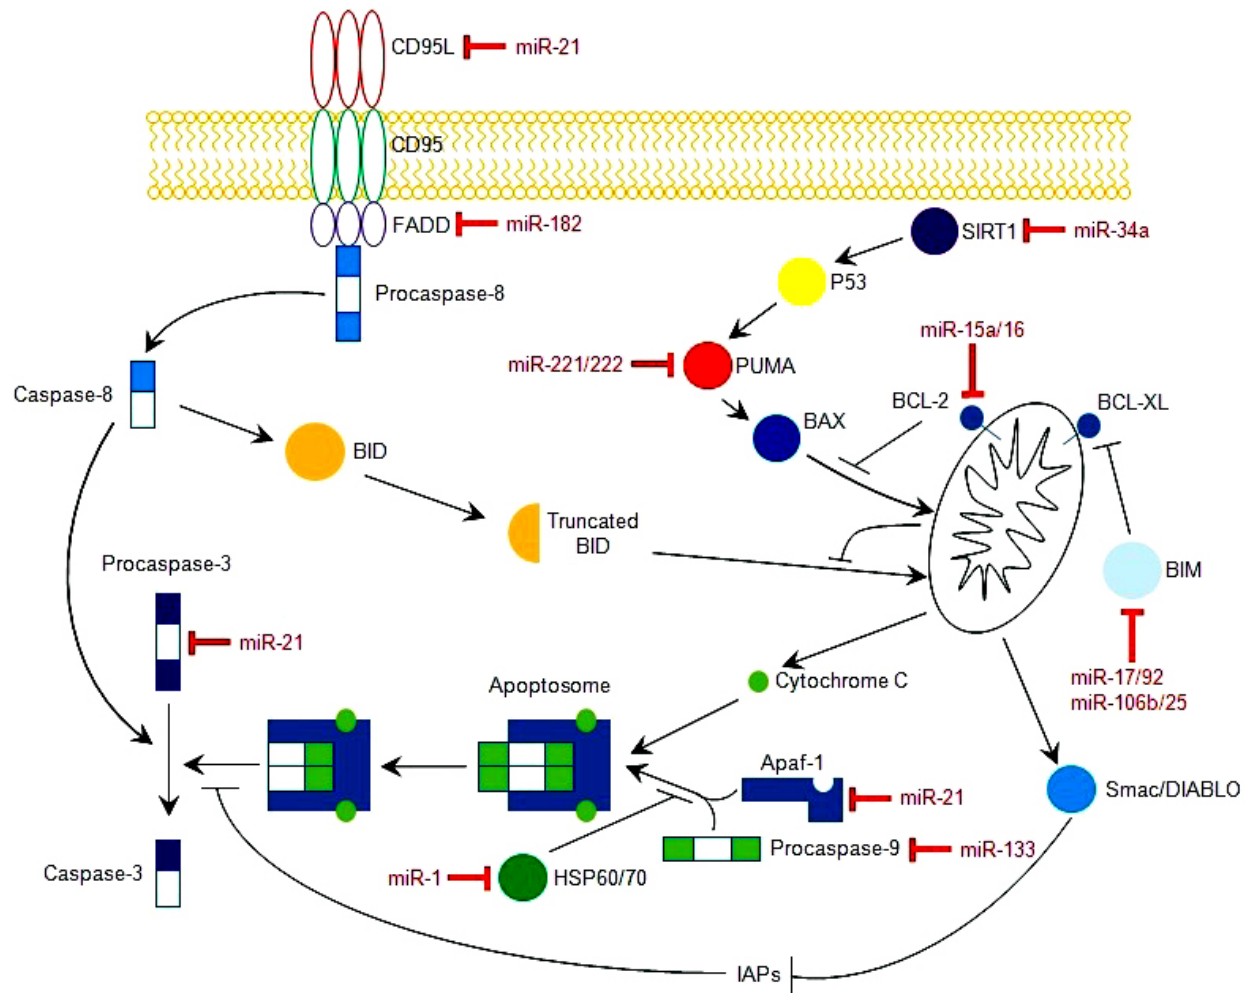 CD95L
miR-21
CD95
FADD
miR-182
SIRT1
miR-34a
Procaspase-8
P53
miR-15a/16
miR-221/222
PUMA
Caspase-8
BCL-2
BCL-XL
BAX
BID
Truncated
BID
Procaspase-3
BIM
miR-21
miR-17/92
miR-106b/25
Apoptosome
Cytochrome C
Apaf-1
Smac/DIABLO
miR-21
Procaspase-9
miR-133
Caspase-3
miR-1
HSP60/70
IAPs